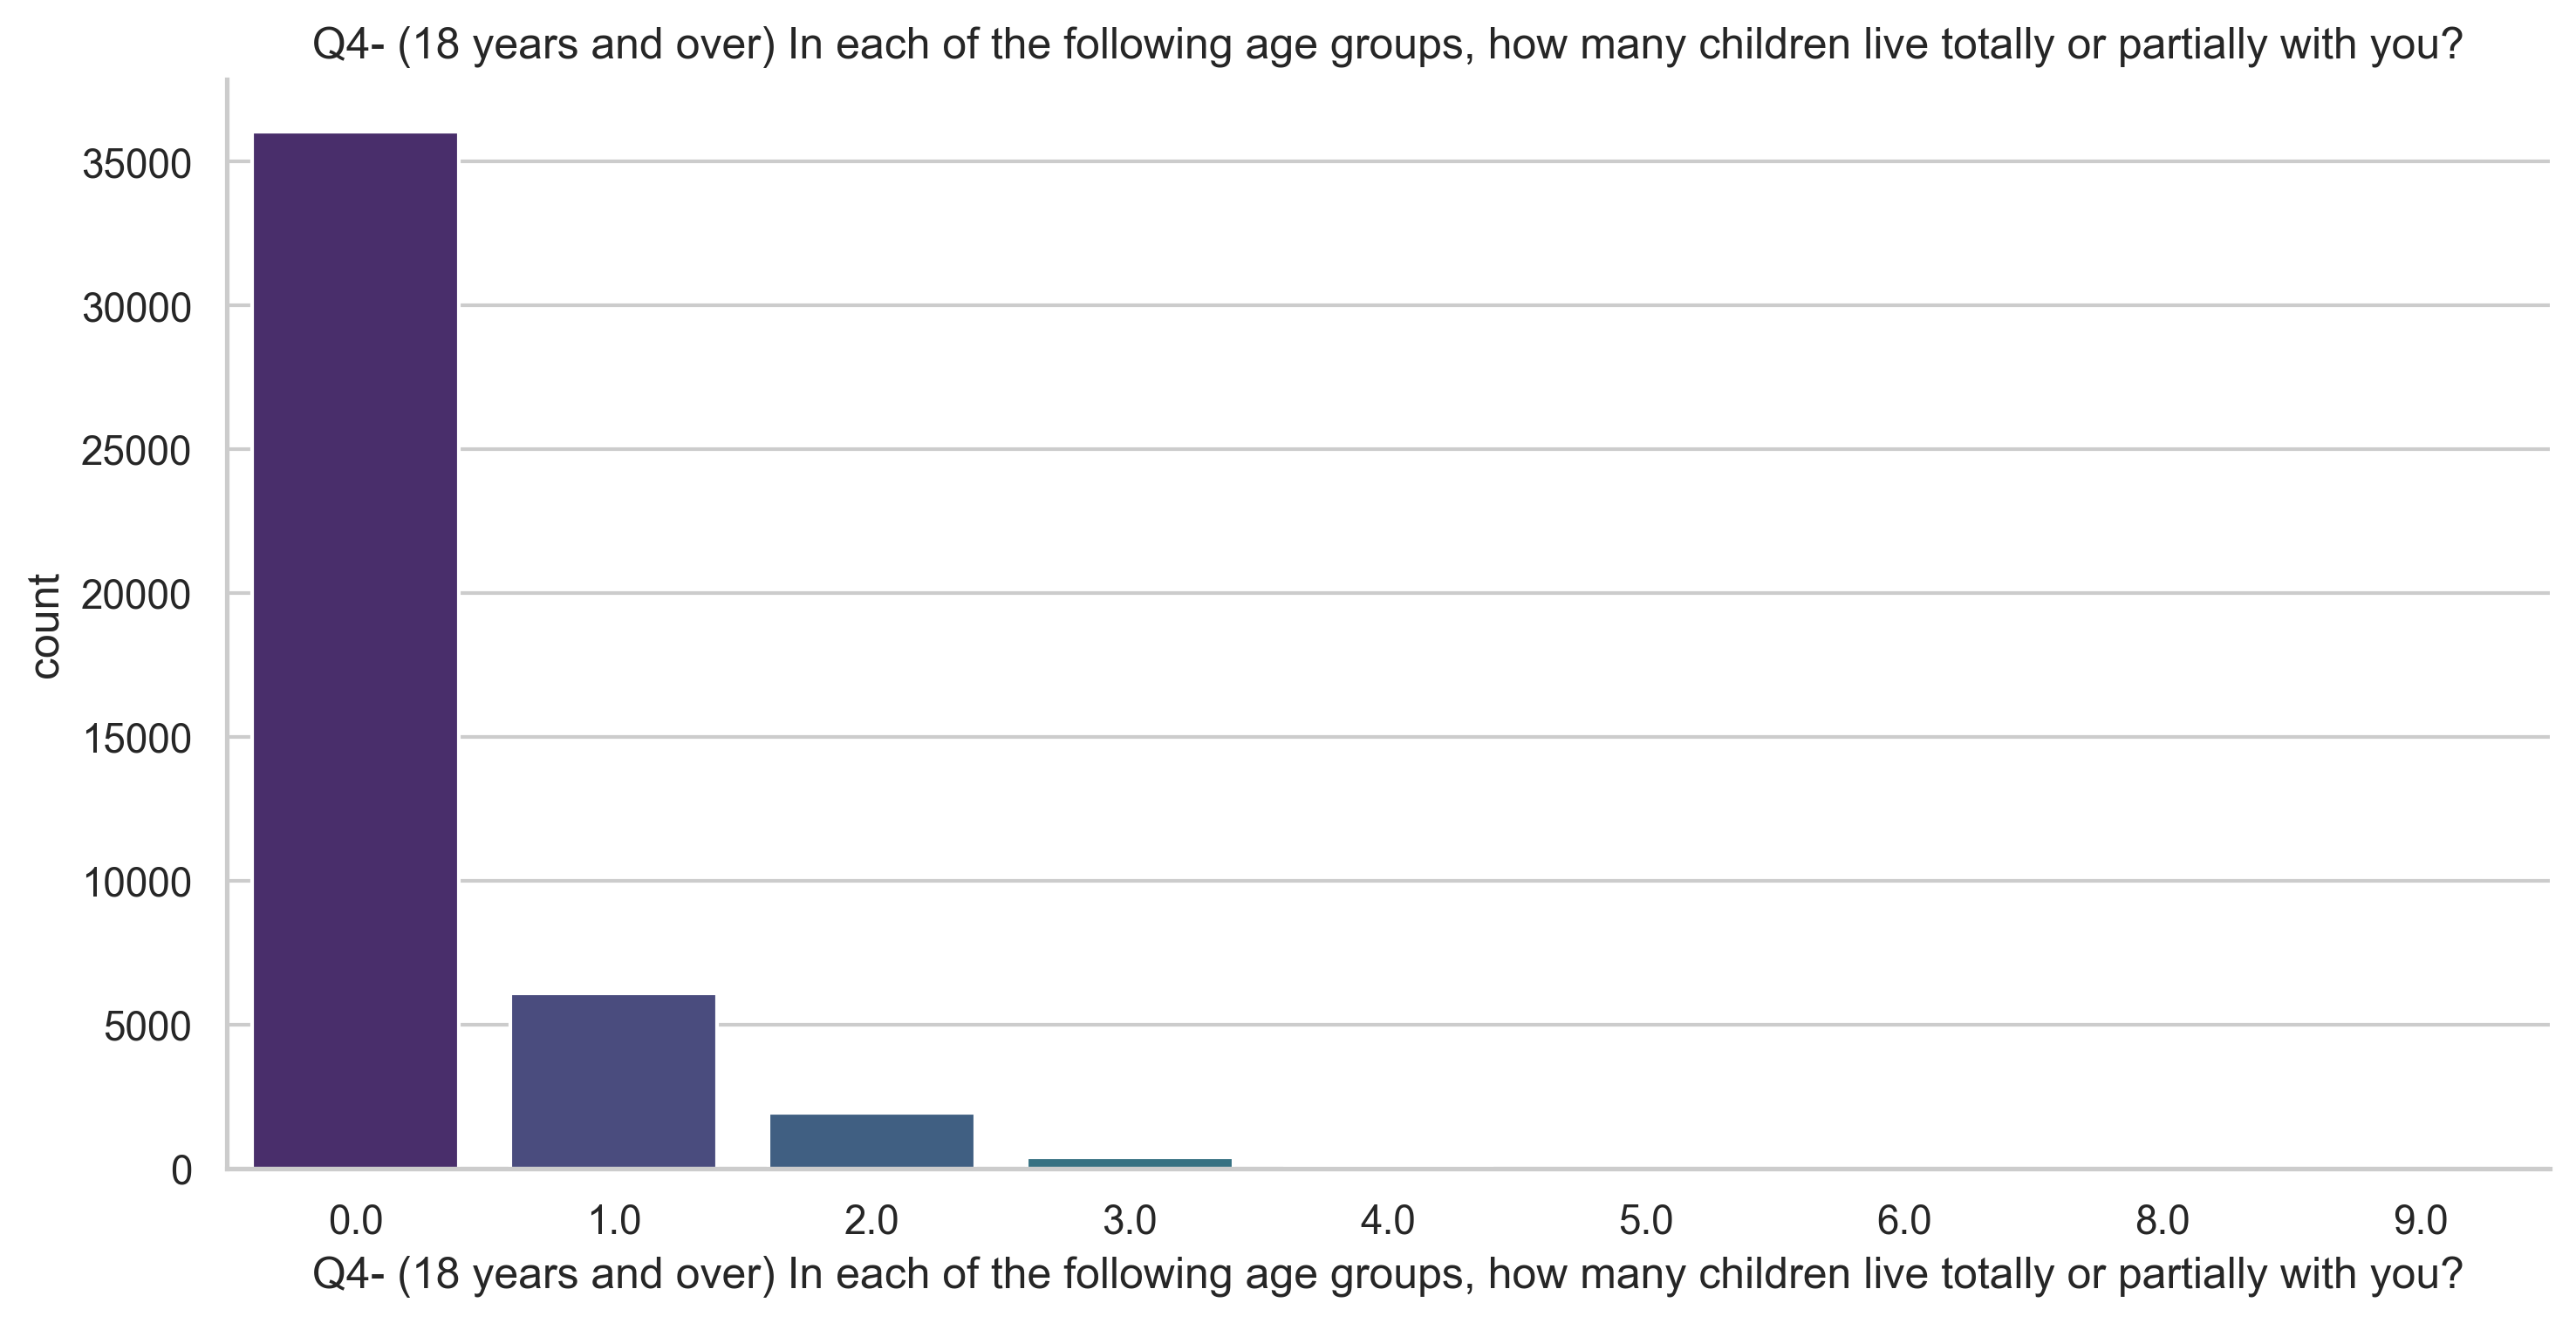 Q4- (18 years and over) In each of the following age groups, how many children live totally or partially with you?
35000
30000
25000
20000
15000
10000
5000
0
count
0.0 1.0 2.0 3.0 4.0 5.0 6.0 8.0 9.0
Q4- (18 years and over) In each of the following age groups, how many children live totally or partially with you?